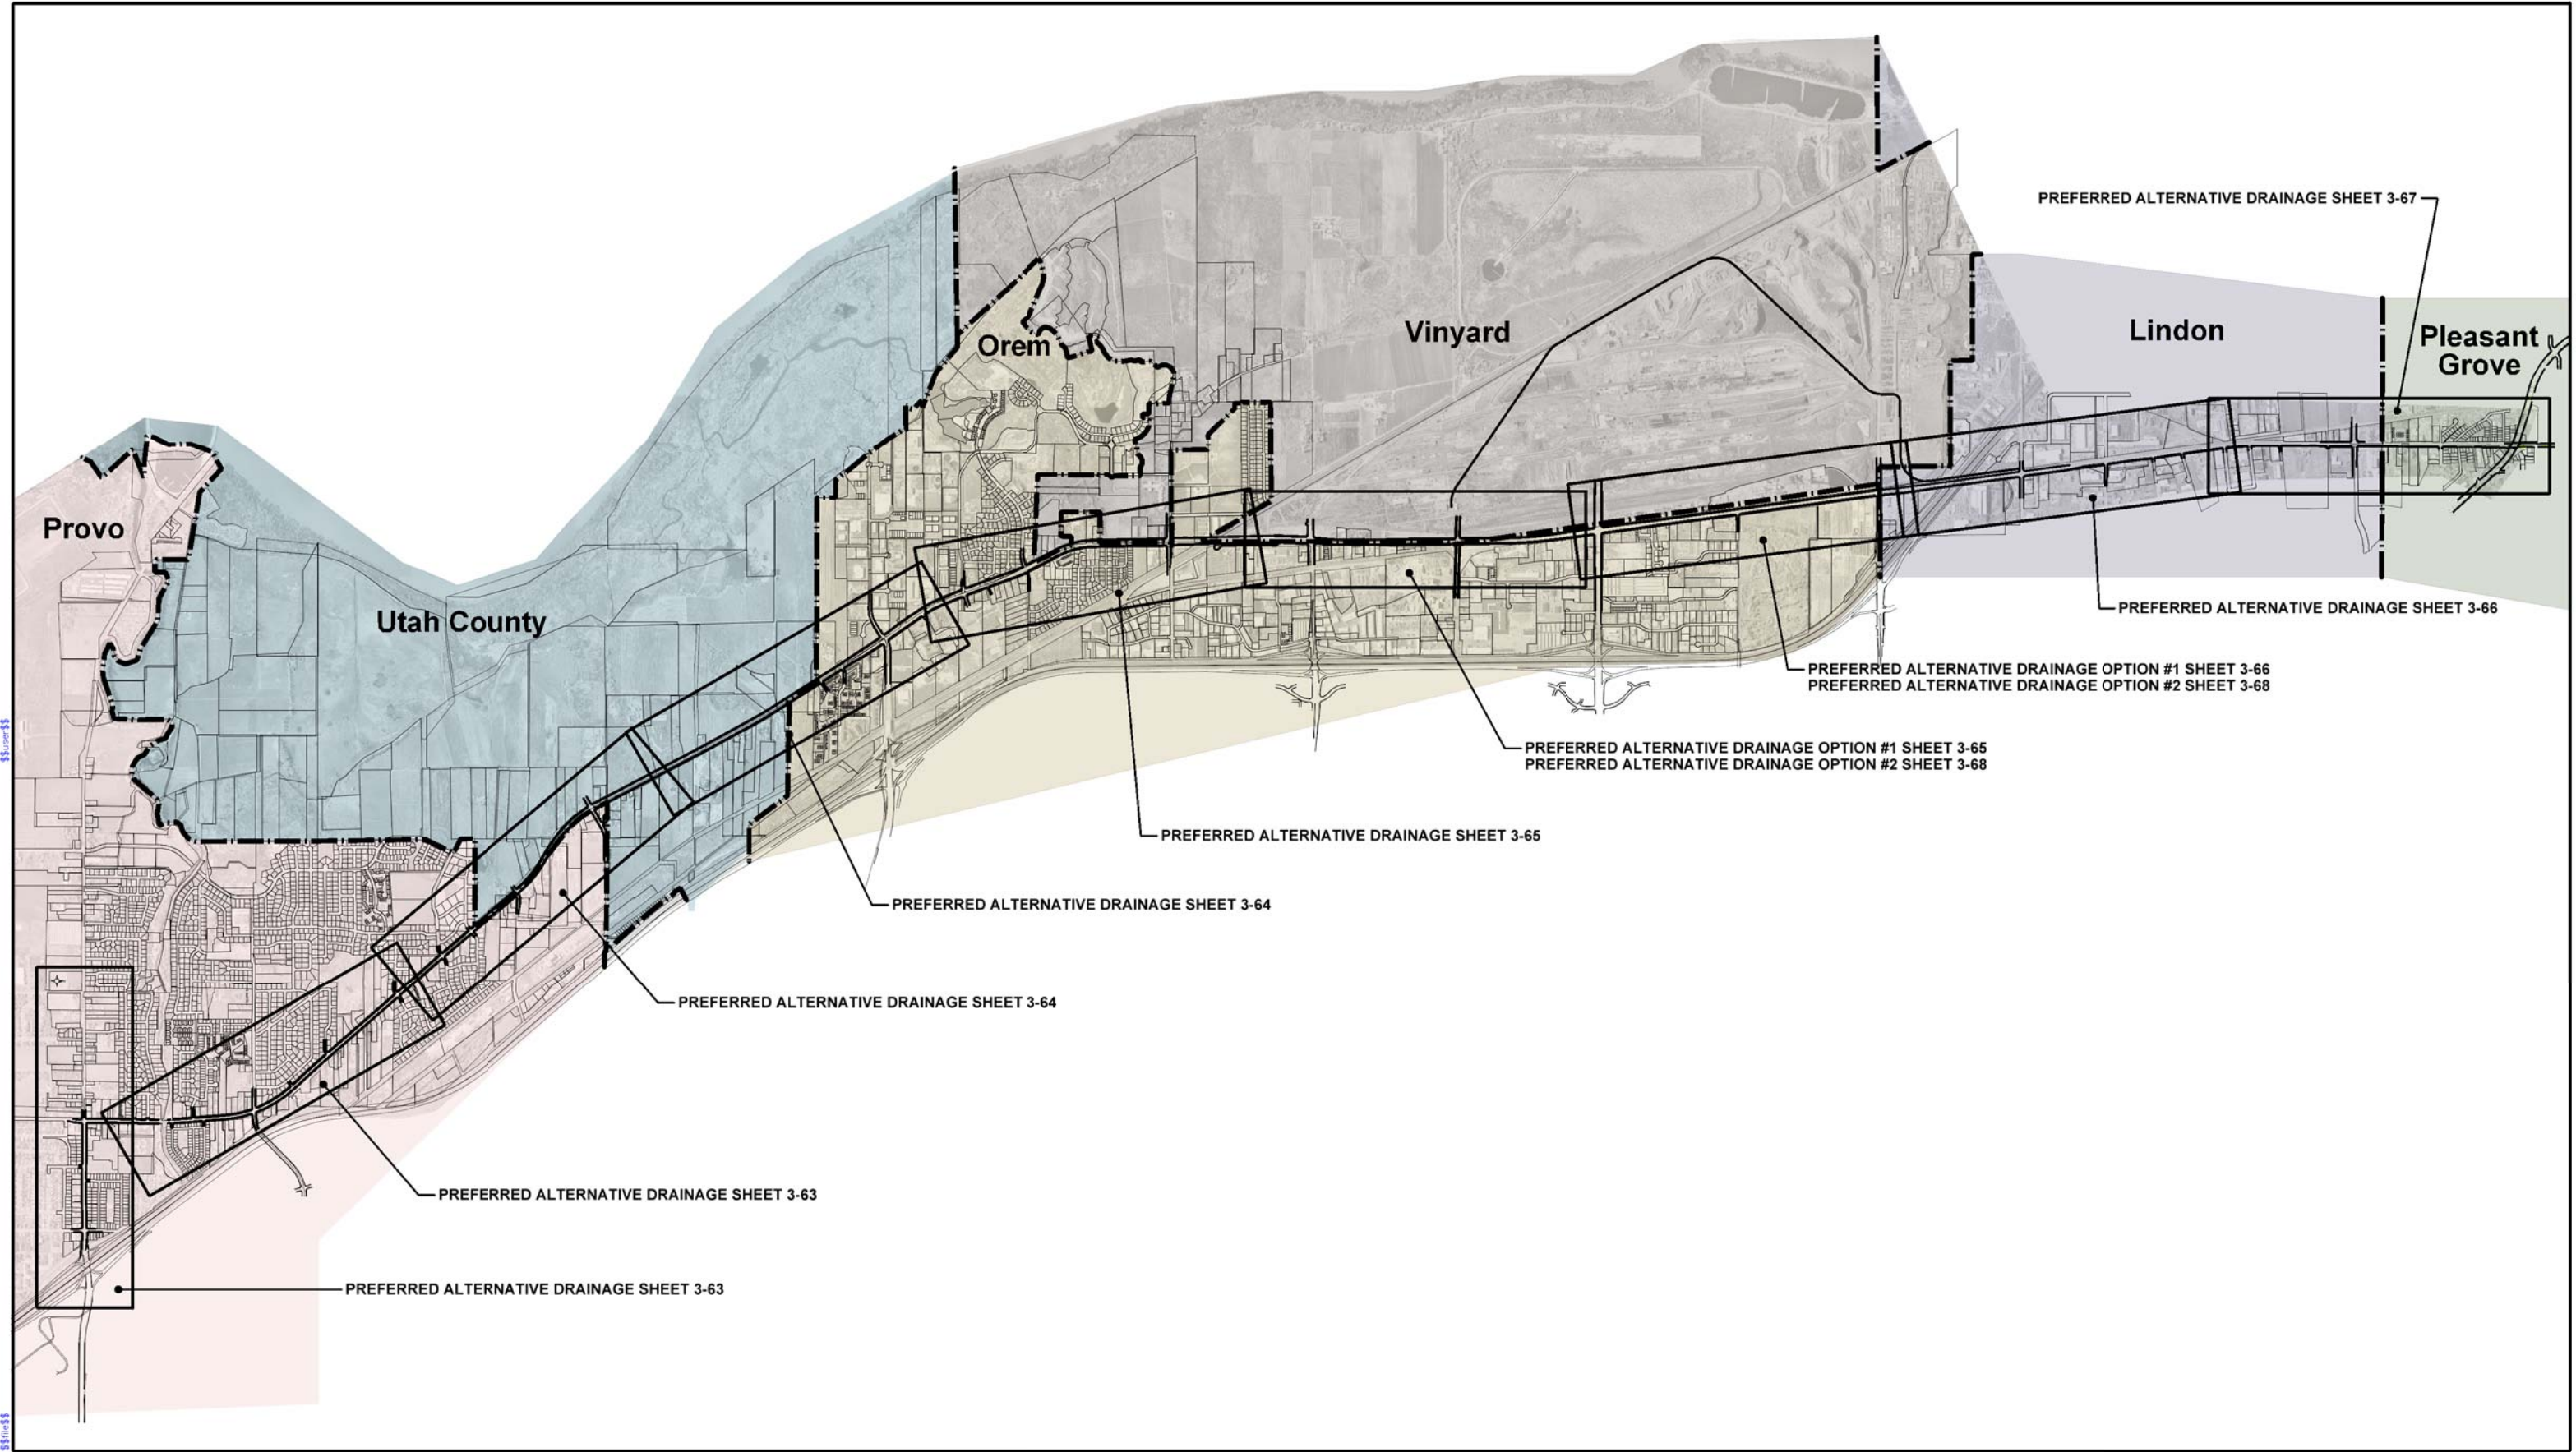 PREFERRED ALTERNATIVE DRAINAGE SHEET 3-67
Vinyard
Lindon
Pleasant
Grove
Orem
Provo
Utah County
PREFERRED ALTERNATIVE DRAINAGE SHEET 3-66
PREFERRED ALTERNATIVE DRAINAGE OPTION #1 SHEET 3-66
PREFERRED ALTERNATIVE DRAINAGE OPTION #2 SHEET 3-68
PREFERRED ALTERNATIVE DRAINAGE OPTION #1 SHEET 3-65
PREFERRED ALTERNATIVE DRAINAGE OPTION #2 SHEET 3-68
PREFERRED ALTERNATIVE DRAINAGE SHEET 3-65
PREFERRED ALTERNATIVE DRAINAGE SHEET 3-64
PREFERRED ALTERNATIVE DRAINAGE SHEET 3-64
PREFERRED ALTERNATIVE DRAINAGE SHEET 3-63
PREFERRED ALTERNATIVE DRAINAGE SHEET 3-63
$$user$$
$$file$$